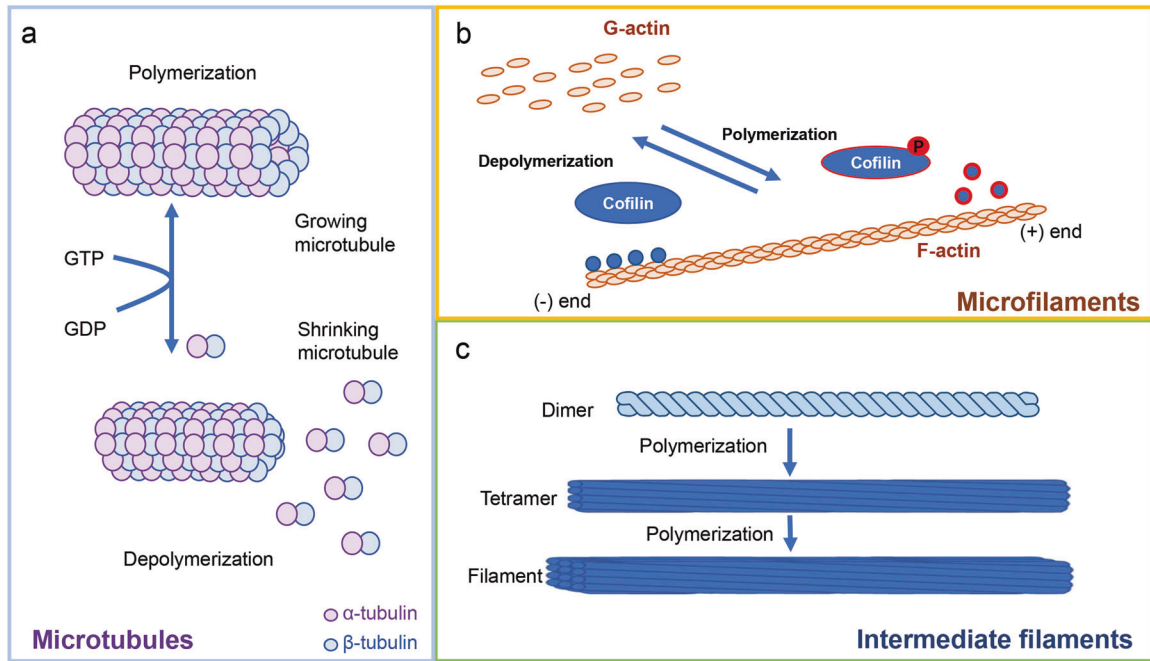 a
Polymerization
Growing
microtubule
GTP
GDP
Shrinking
microtubule
Depolymerization
α-tubulin
β-tubulin
Microtubules
b
G-actin
Polymerization
Depolymerization
P
Cofilin
Cofilin
(+) end
F-actin
(-) end
Microfilaments
c
Dimer
Polymerization
Tetramer
Polymerization
Filament
Intermediate filaments